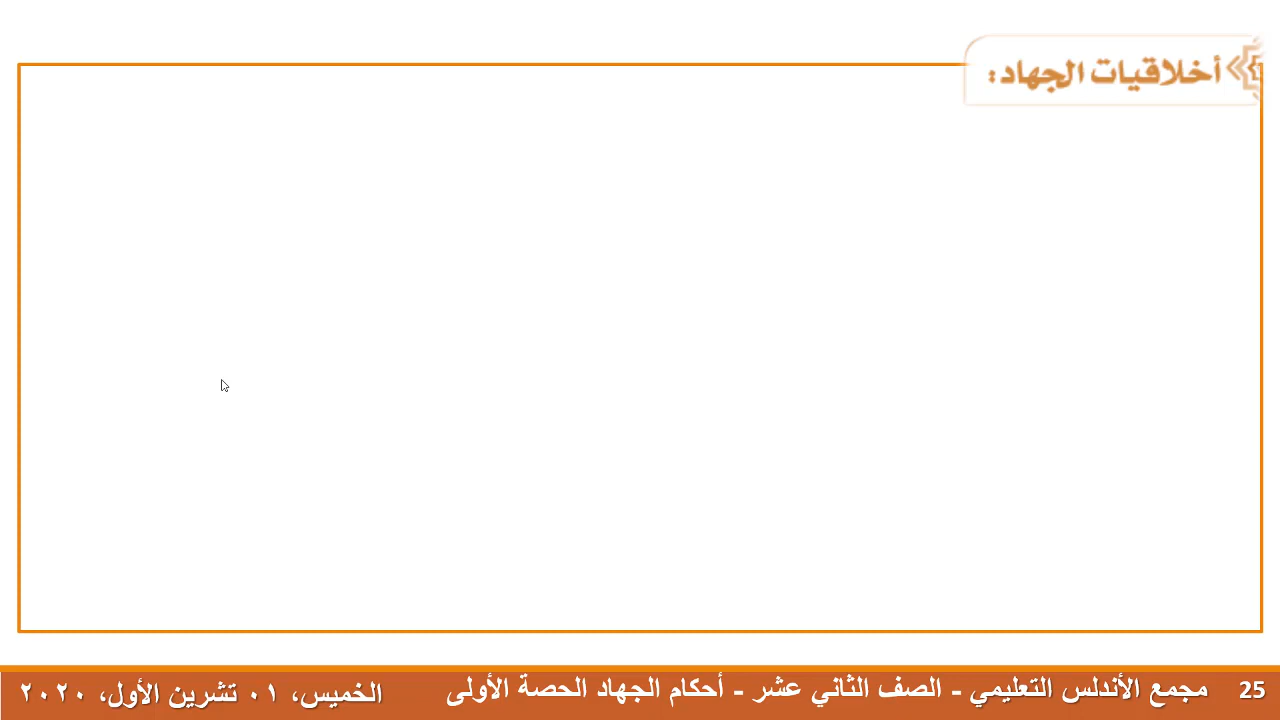 أخلاقيات الجهاد:
25 مجمع الأندلس التعليمي - الصف الثاني عشر - أحكام الجهاد الحصة الأولى الخميس، ٠١ تشرين الأول، ٢٠٢٠